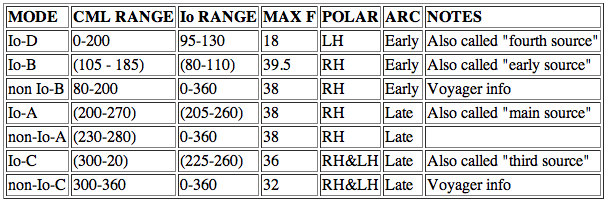 MODE CML RANGE Io RANGE MAX F POLAR ARC NOTES
Io-D 0-200 95-130 18 LH Early Also called "fourth source"
Io-B (105 - 185) (80-110) 39.5 RH Early Also called "early source"
non Io-B 80-200 0-360 38 RH Early Voyager info
Io-A (200-270) (205-260) 38 RH Late Also called "main source"
non-Io-A (230-280) 0-360 38 RH Late
Io-C (300-20) (225-260) 36 RH&LH Late Also called "third source"
non-Io-C 300-360 0-360 32 RH&LH Late Voyager info